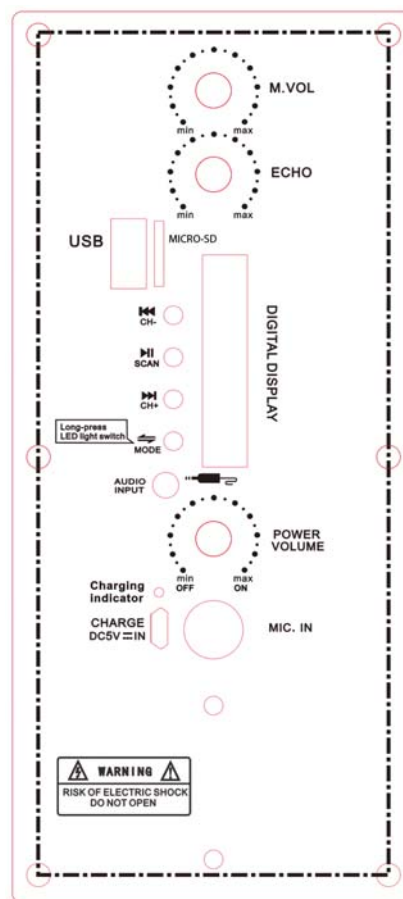 M.VOL
min max
ECHO
min max
USB
MICRO-SD
CH-
SCAN
CH+
Long-press
LED light switch
MODE
DIGITAL DISPLAY
AUDIO
INPUT
POWER
VOLUME
min max
OFF ON
Charging
indicator
CHARGE
DC5V⎓IN
MIC. IN
WARNING
RISK OF ELECTRIC SHOCK
DO NOT OPEN